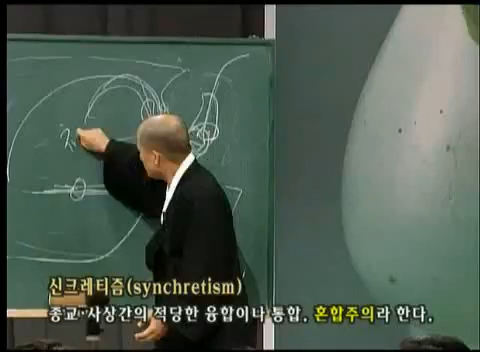 신크레티즘(synchretism)
종교·사상간의 적당한 융합이나 통합. 혼합주의라 한다.